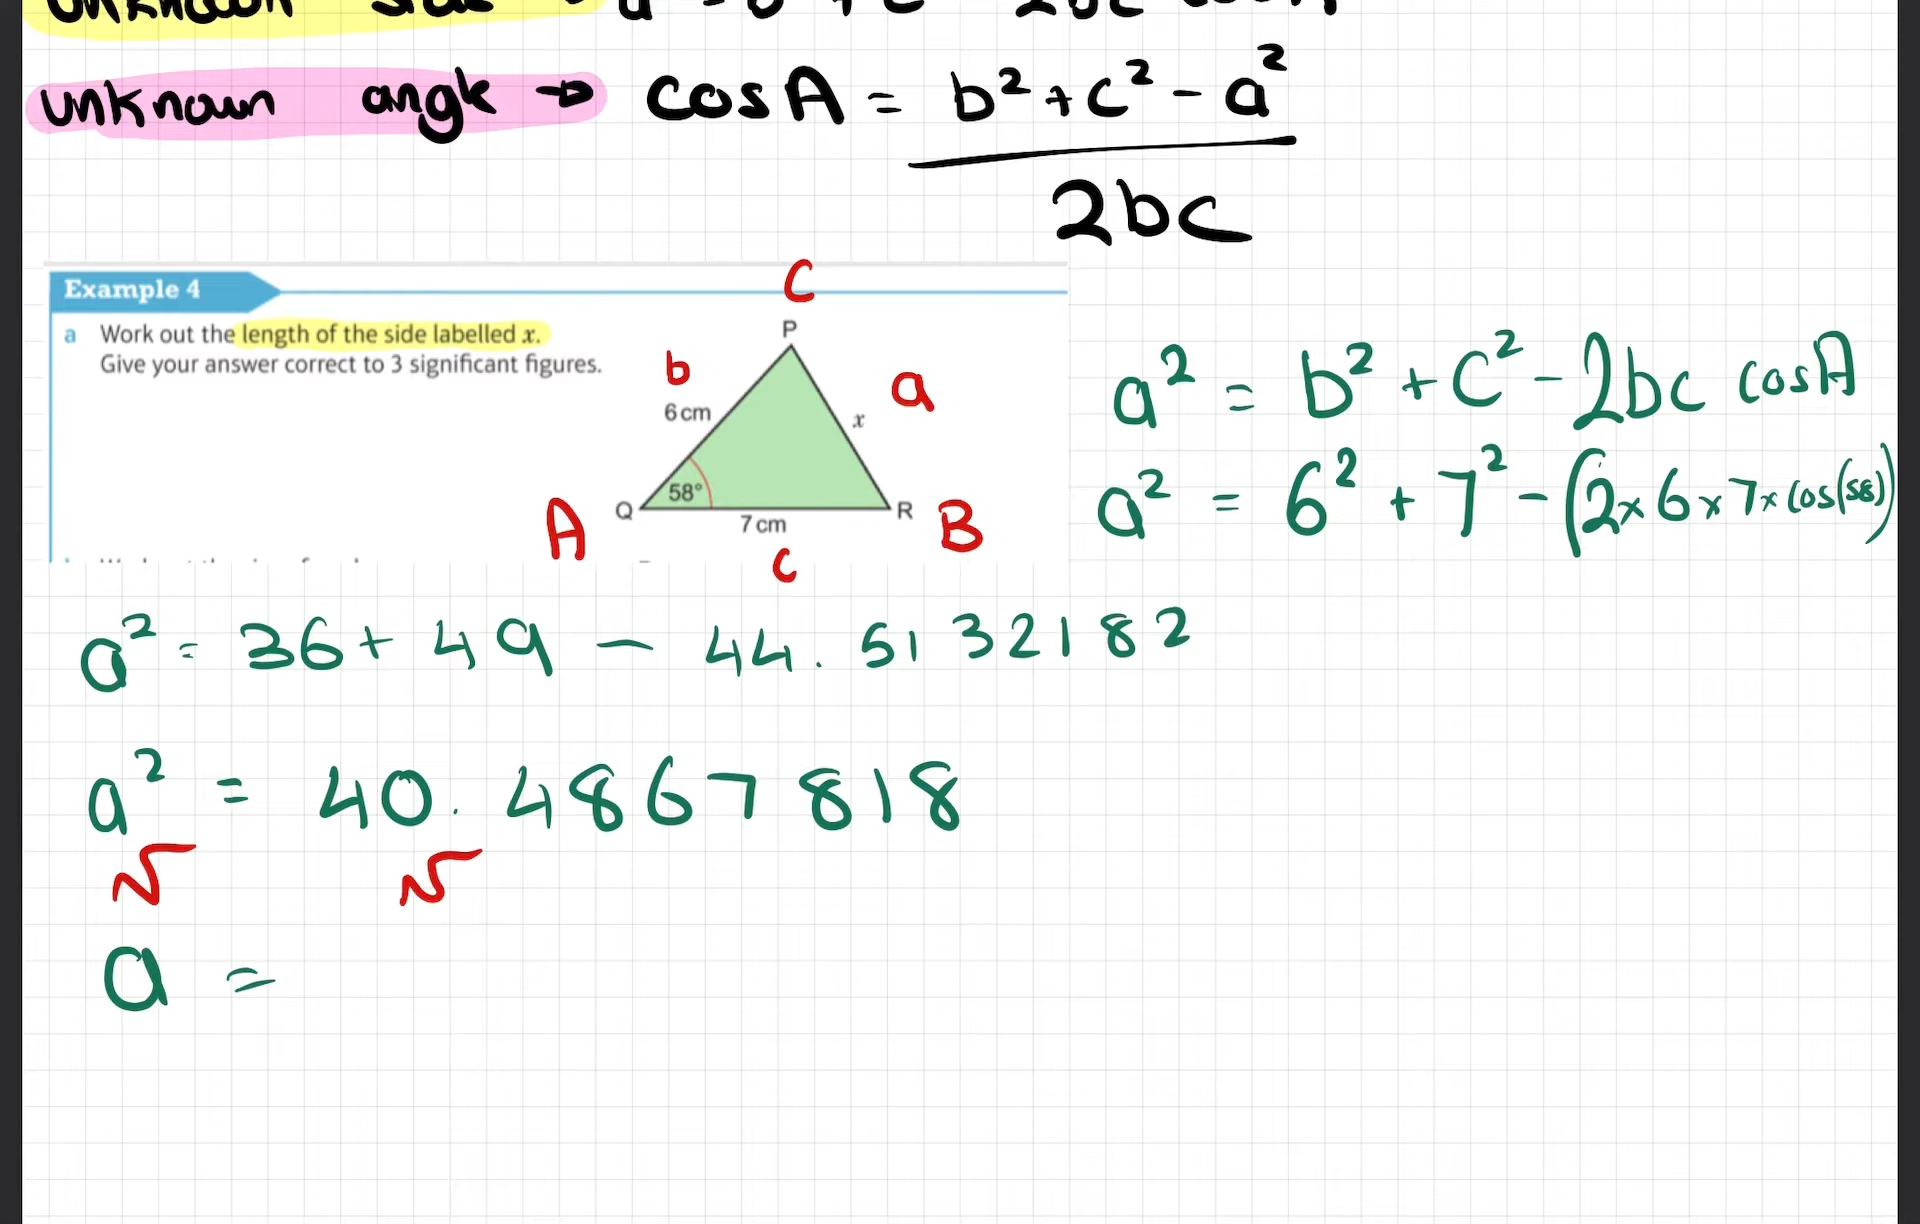 unknown angle → cos A = b² + c² - a²
2bc
Example 4
a Work out the length of the side labelled x.
Give your answer correct to 3 significant figures.
C
P
b
6 cm
a
x
58°
A
Q
R
B
7 cm
c
a² = b² + c² - 2bc cosA
a² = 6² + 7² - (2 × 6 × 7 × cos(58))
a² = 36 + 49 - 44.5132182
a² = 40.4867818
√ √
a =